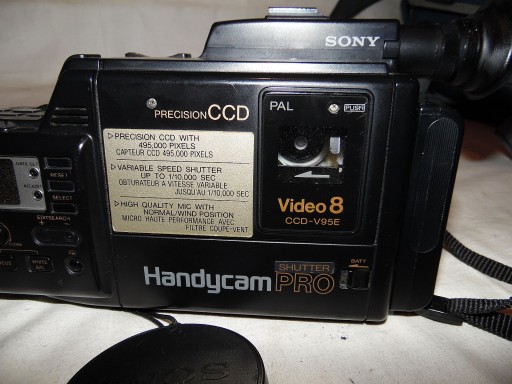 SONY
PRECISION CCD
PAL
PUSH
PRECISION CCD WITH
495,000 PIXELS
CAPTEUR CCD 495,000 PIXELS
VARIABLE SPEED SHUTTER
UP TO 1/10,000 SEC
OBTURATEUR A VITESSE VARIABLE
JUSQU'AU 1/10,000 SEC
HIGH QUALITY MIC WITH
NORMAL/WIND POSITION
MICRO HAUTE PERFORMANCE AVEC
FILTRE COUPE-VENT
Video 8
CCD-V95E
RESET
SELECT
Handycam
SHUTTER
PRO
BATT